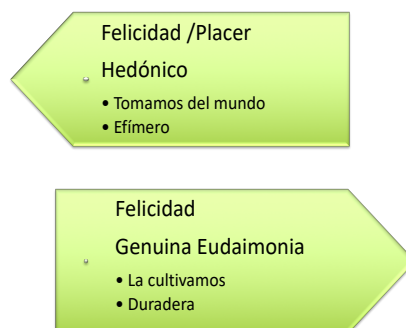 Felicidad /Placer
Hedónico
• Tomamos del mundo
• Efímero
Felicidad
Genuina Eudaimonia
• La cultivamos
• Duradera